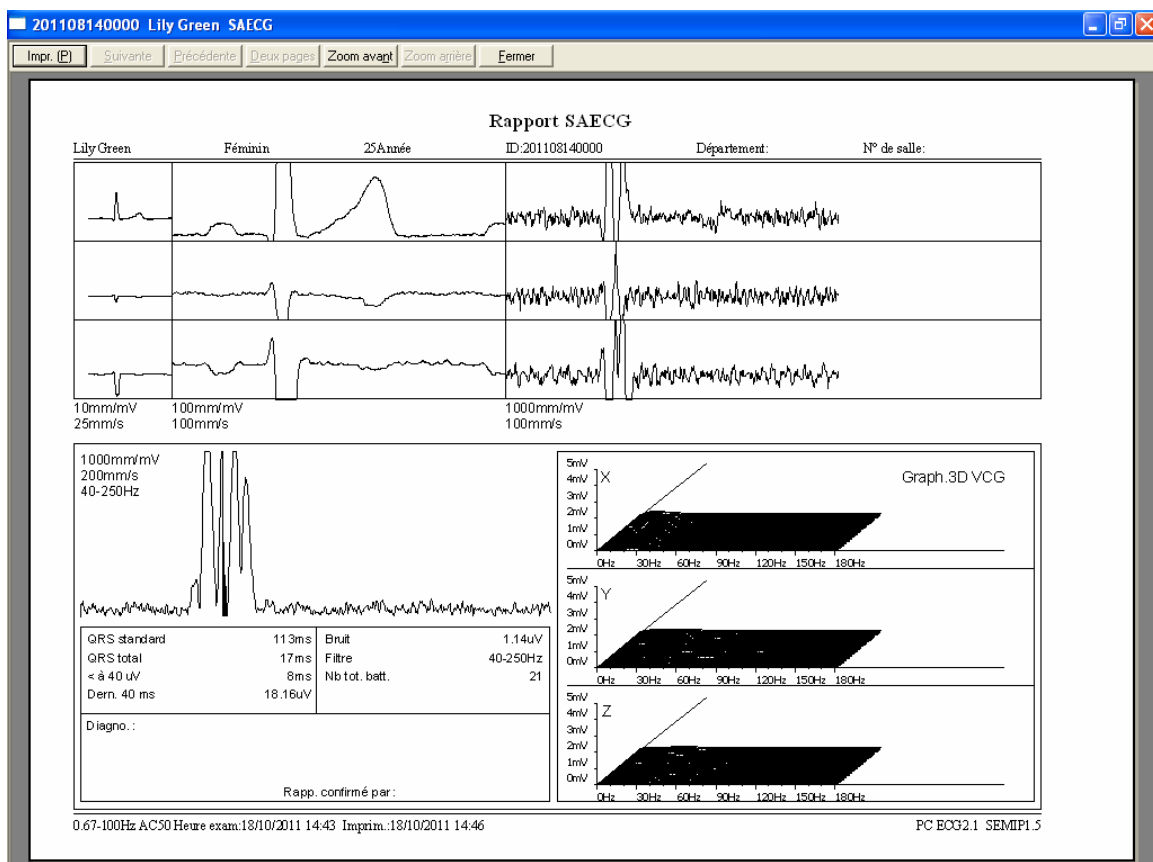 201108140000 Lily Green SAECG
Impr. (P) Suivante Précédente Deux pages Zoom avant Zoom arrière Fermer
Rapport SAECG
Lily Green Féminin 25Année ID:201108140000 Département: N° de salle:
10mm/mV 100mm/mV 1000mm/mV
25mm/s 100mm/s 100mm/s
1000mm/mV
200mm/s
40-250Hz
QRS standard 113ms Bruit 1.14uV
QRS total 17ms Filtre 40-250Hz
< à 40 uV 8ms Nb tot. batt. 21
Dern. 40 ms 18.16uV
Diagno. :
Rapp. confirmé par :
Graph.3D VCG
5mV
4mV X
3mV
2mV
1mV
0mV
0Hz 30Hz 60Hz 90Hz 120Hz 150Hz 180Hz
5mV
4mV Y
3mV
2mV
1mV
0mV
0Hz 30Hz 60Hz 90Hz 120Hz 150Hz 180Hz
5mV
4mV Z
3mV
2mV
1mV
0mV
0Hz 30Hz 60Hz 90Hz 120Hz 150Hz 180Hz
0.67-100Hz AC50 Heure exam:18/10/2011 14:43 Imprim.:18/10/2011 14:46 PC ECG2.1 SEMIP1.5